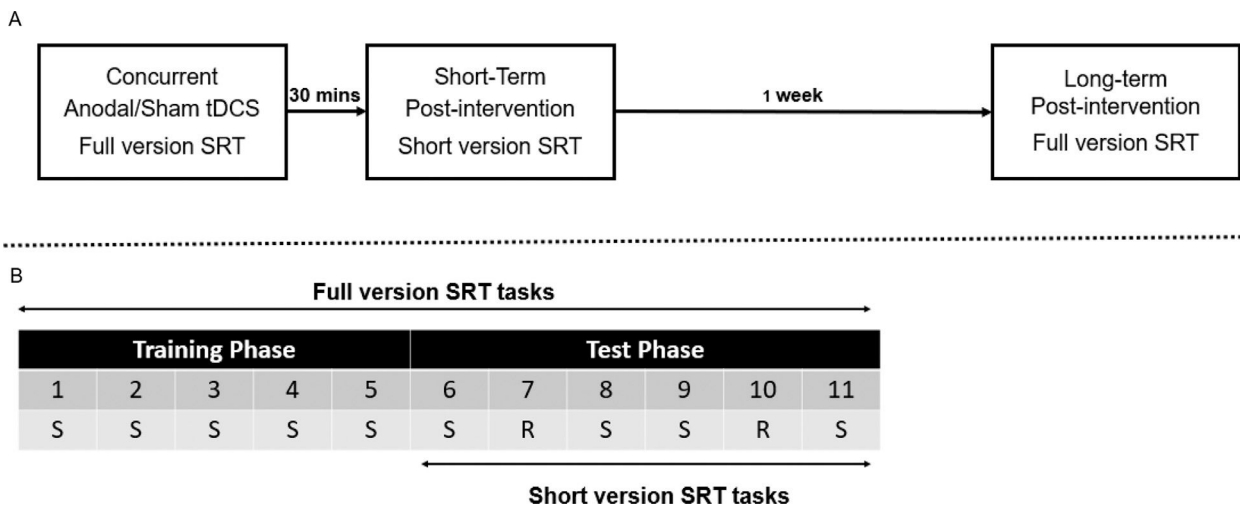 A
Concurrent
Anodal/Sham tDCS
Full version SRT
30 mins
Short-Term
Post-intervention
Short version SRT
1 week
Long-term
Post-intervention
Full version SRT
B
Full version SRT tasks
Training Phase Test Phase
1 2 3 4 5 6 7 8 9 10 11
S S S S S S R S S R S
Short version SRT tasks